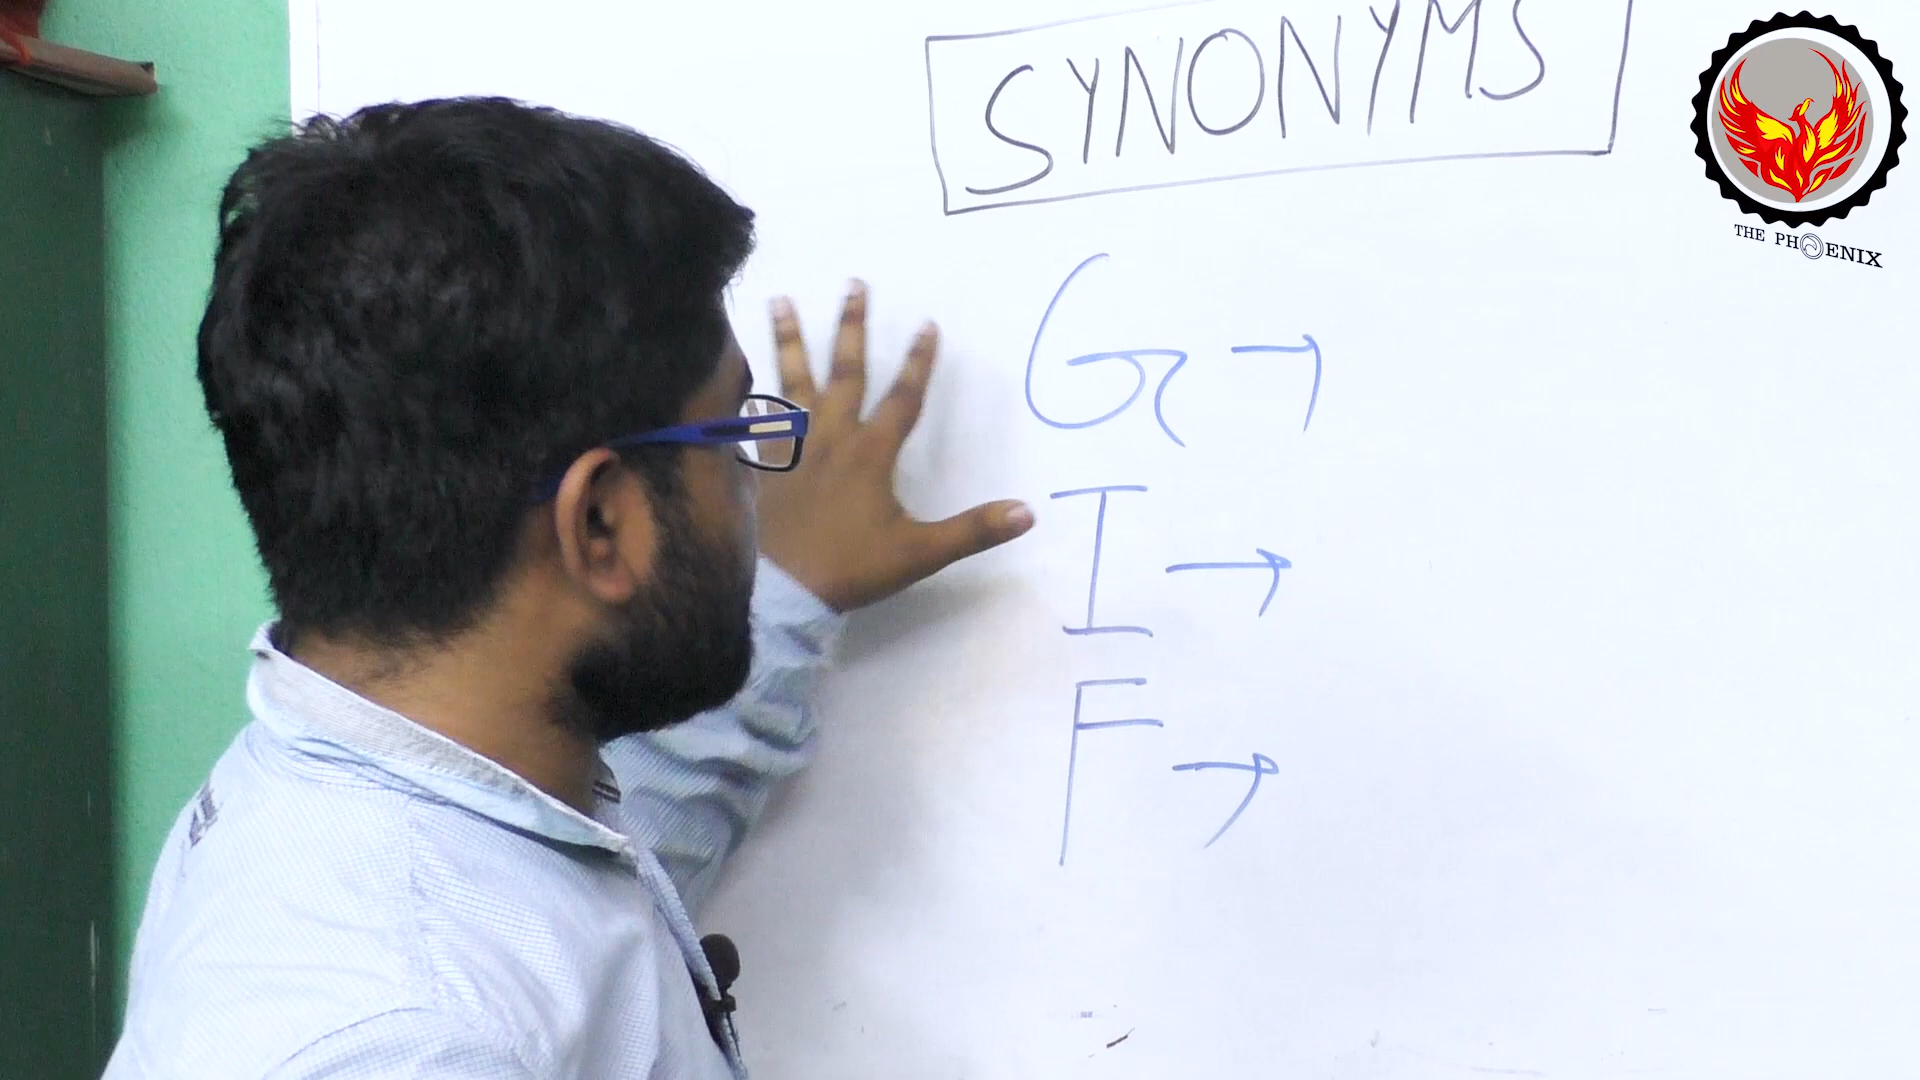 SYNONYMS
THE PHOENIX
G →
I →
F →